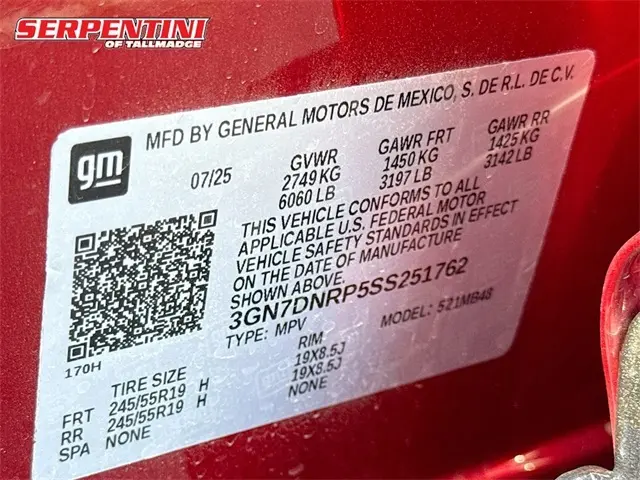 SERPENTINI
OF TALLMADGE
MFD BY GENERAL MOTORS DE MEXICO, S. DE R.L. DE C.V.
gm
07/25
GVWR
2749 KG
6060 LB
GAWR FRT
1450 KG
3197 LB
GAWR RR
1425 KG
3142 LB
THIS VEHICLE CONFORMS TO ALL
APPLICABLE U.S. FEDERAL MOTOR
VEHICLE SAFETY STANDARDS IN EFFECT
ON THE DATE OF MANUFACTURE
SHOWN ABOVE
3GN7DNRP5SS251762
TYPE: MPV
MODEL: 521MB48
170H
TIRE SIZE RIM
FRT 245/55R19 H 19X8.5J
RR 245/55R19 H 19X8.5J
SPA NONE NONE